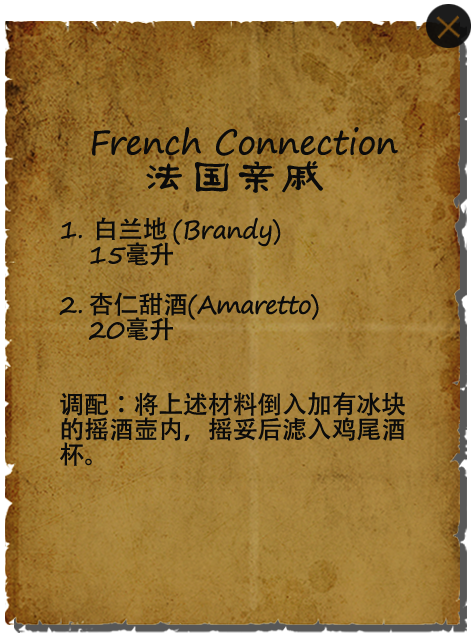 French Connection
法国亲戚
1. 白兰地(Brandy)
15毫升
2. 杏仁甜酒(Amaretto)
20毫升
调配：将上述材料倒入加有冰块
的摇酒壶内，摇妥后滤入鸡尾酒
杯。